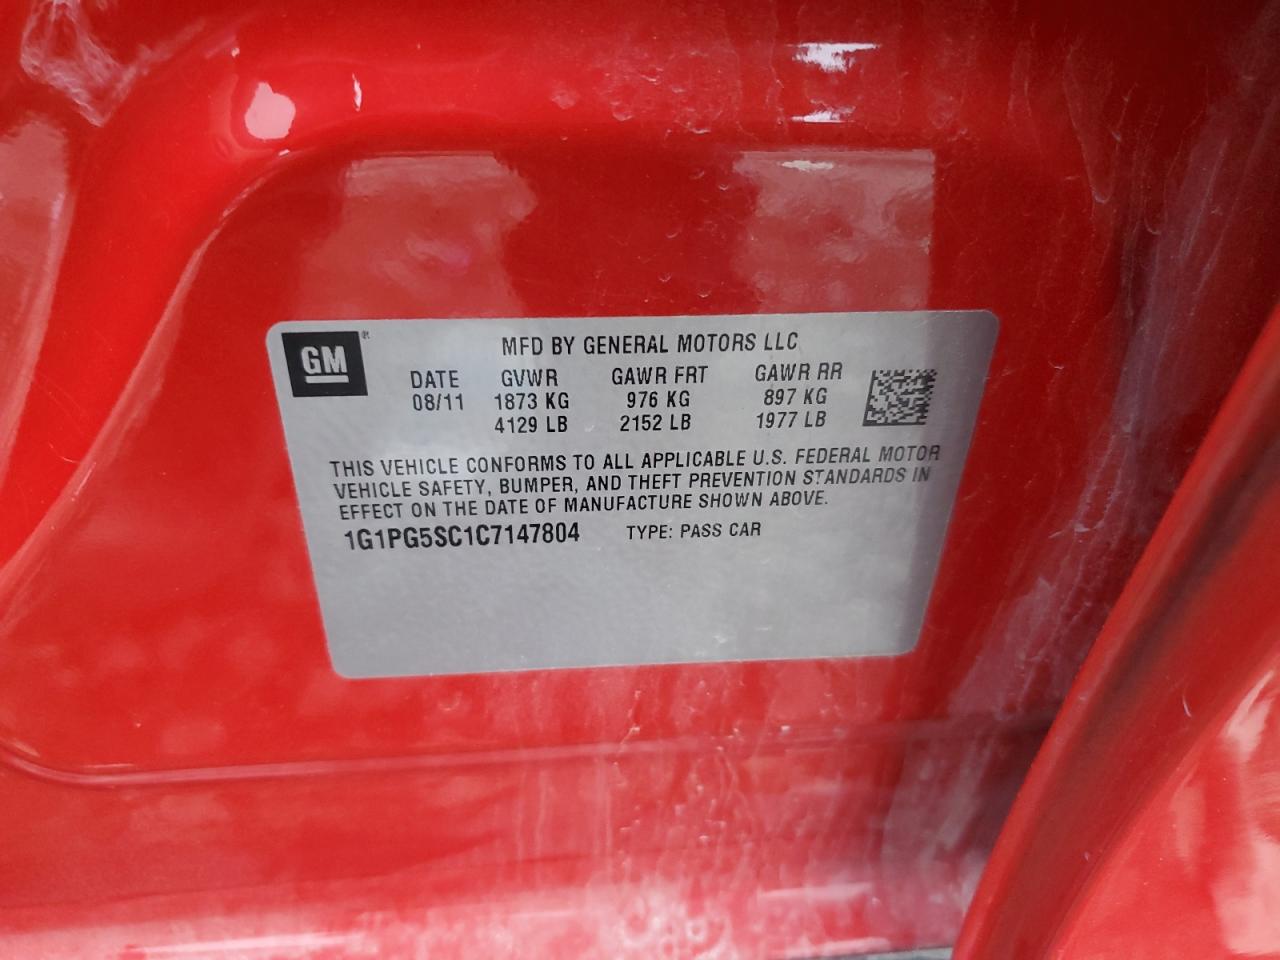 GM ®
MFD BY GENERAL MOTORS LLC
DATE GVWR GAWR FRT GAWR RR
08/11 1873 KG 976 KG 897 KG
4129 LB 2152 LB 1977 LB
THIS VEHICLE CONFORMS TO ALL APPLICABLE U.S. FEDERAL MOTOR
VEHICLE SAFETY, BUMPER, AND THEFT PREVENTION STANDARDS IN
EFFECT ON THE DATE OF MANUFACTURE SHOWN ABOVE.
1G1PG5SC1C7147804 TYPE: PASS CAR